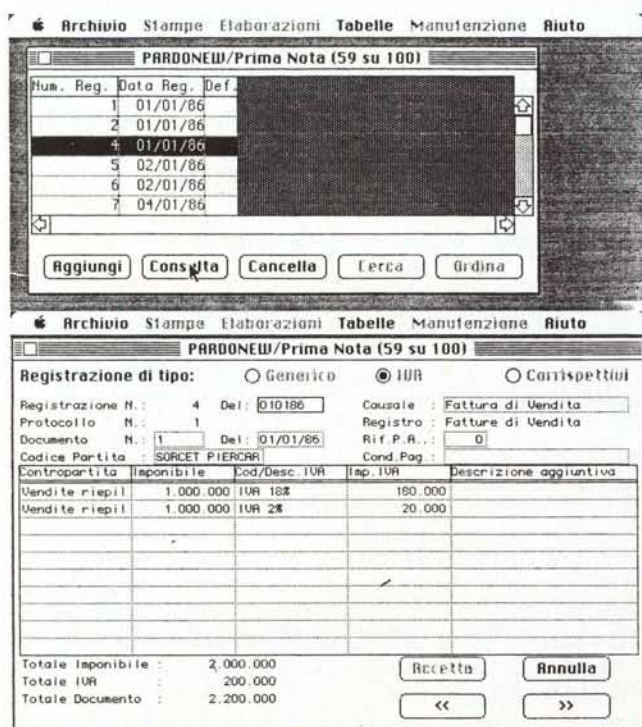 Archivio Stampe Elaborazioni Tabelle Manutenzione Aiuto
PARDONEW/Prima Nota (59 su 100)
Num. Reg. Data Reg. Def.
1 01/01/86
2 01/01/86
4 01/01/86
5 02/01/86
6 02/01/86
7 04/01/86
Aggiungi Consulta Cancella Cerca Ordina
Archivio Stampe Elaborazioni Tabelle Manutenzione Aiuto
PARDONEW/Prima Nota (59 su 100)
Registrazione di tipo: Generico IVA Corrispettivi
Registrazione N.: 4 Del: 010186 Causale : Fattura di Vendita
Protocollo N.: 1 Registro : Fatture di Vendita
Documento N.: 1 Del: 01/01/86 Rif.P.A..: 0
Codice Partita : SORCET PIERCAR Cond.Pag.:
Contropartita Imponibile Cod/Desc.IVA Imp.IVA Descrizione aggiuntiva
Vendite riepil 1.000.000 IVA 18% 180.000
Vendite riepil 1.000.000 IVA 2% 20.000
Totale Imponibile : 2.000.000
Totale IVA : 200.000
Totale Documento : 2.200.000
Accetta Annulla
<< >>